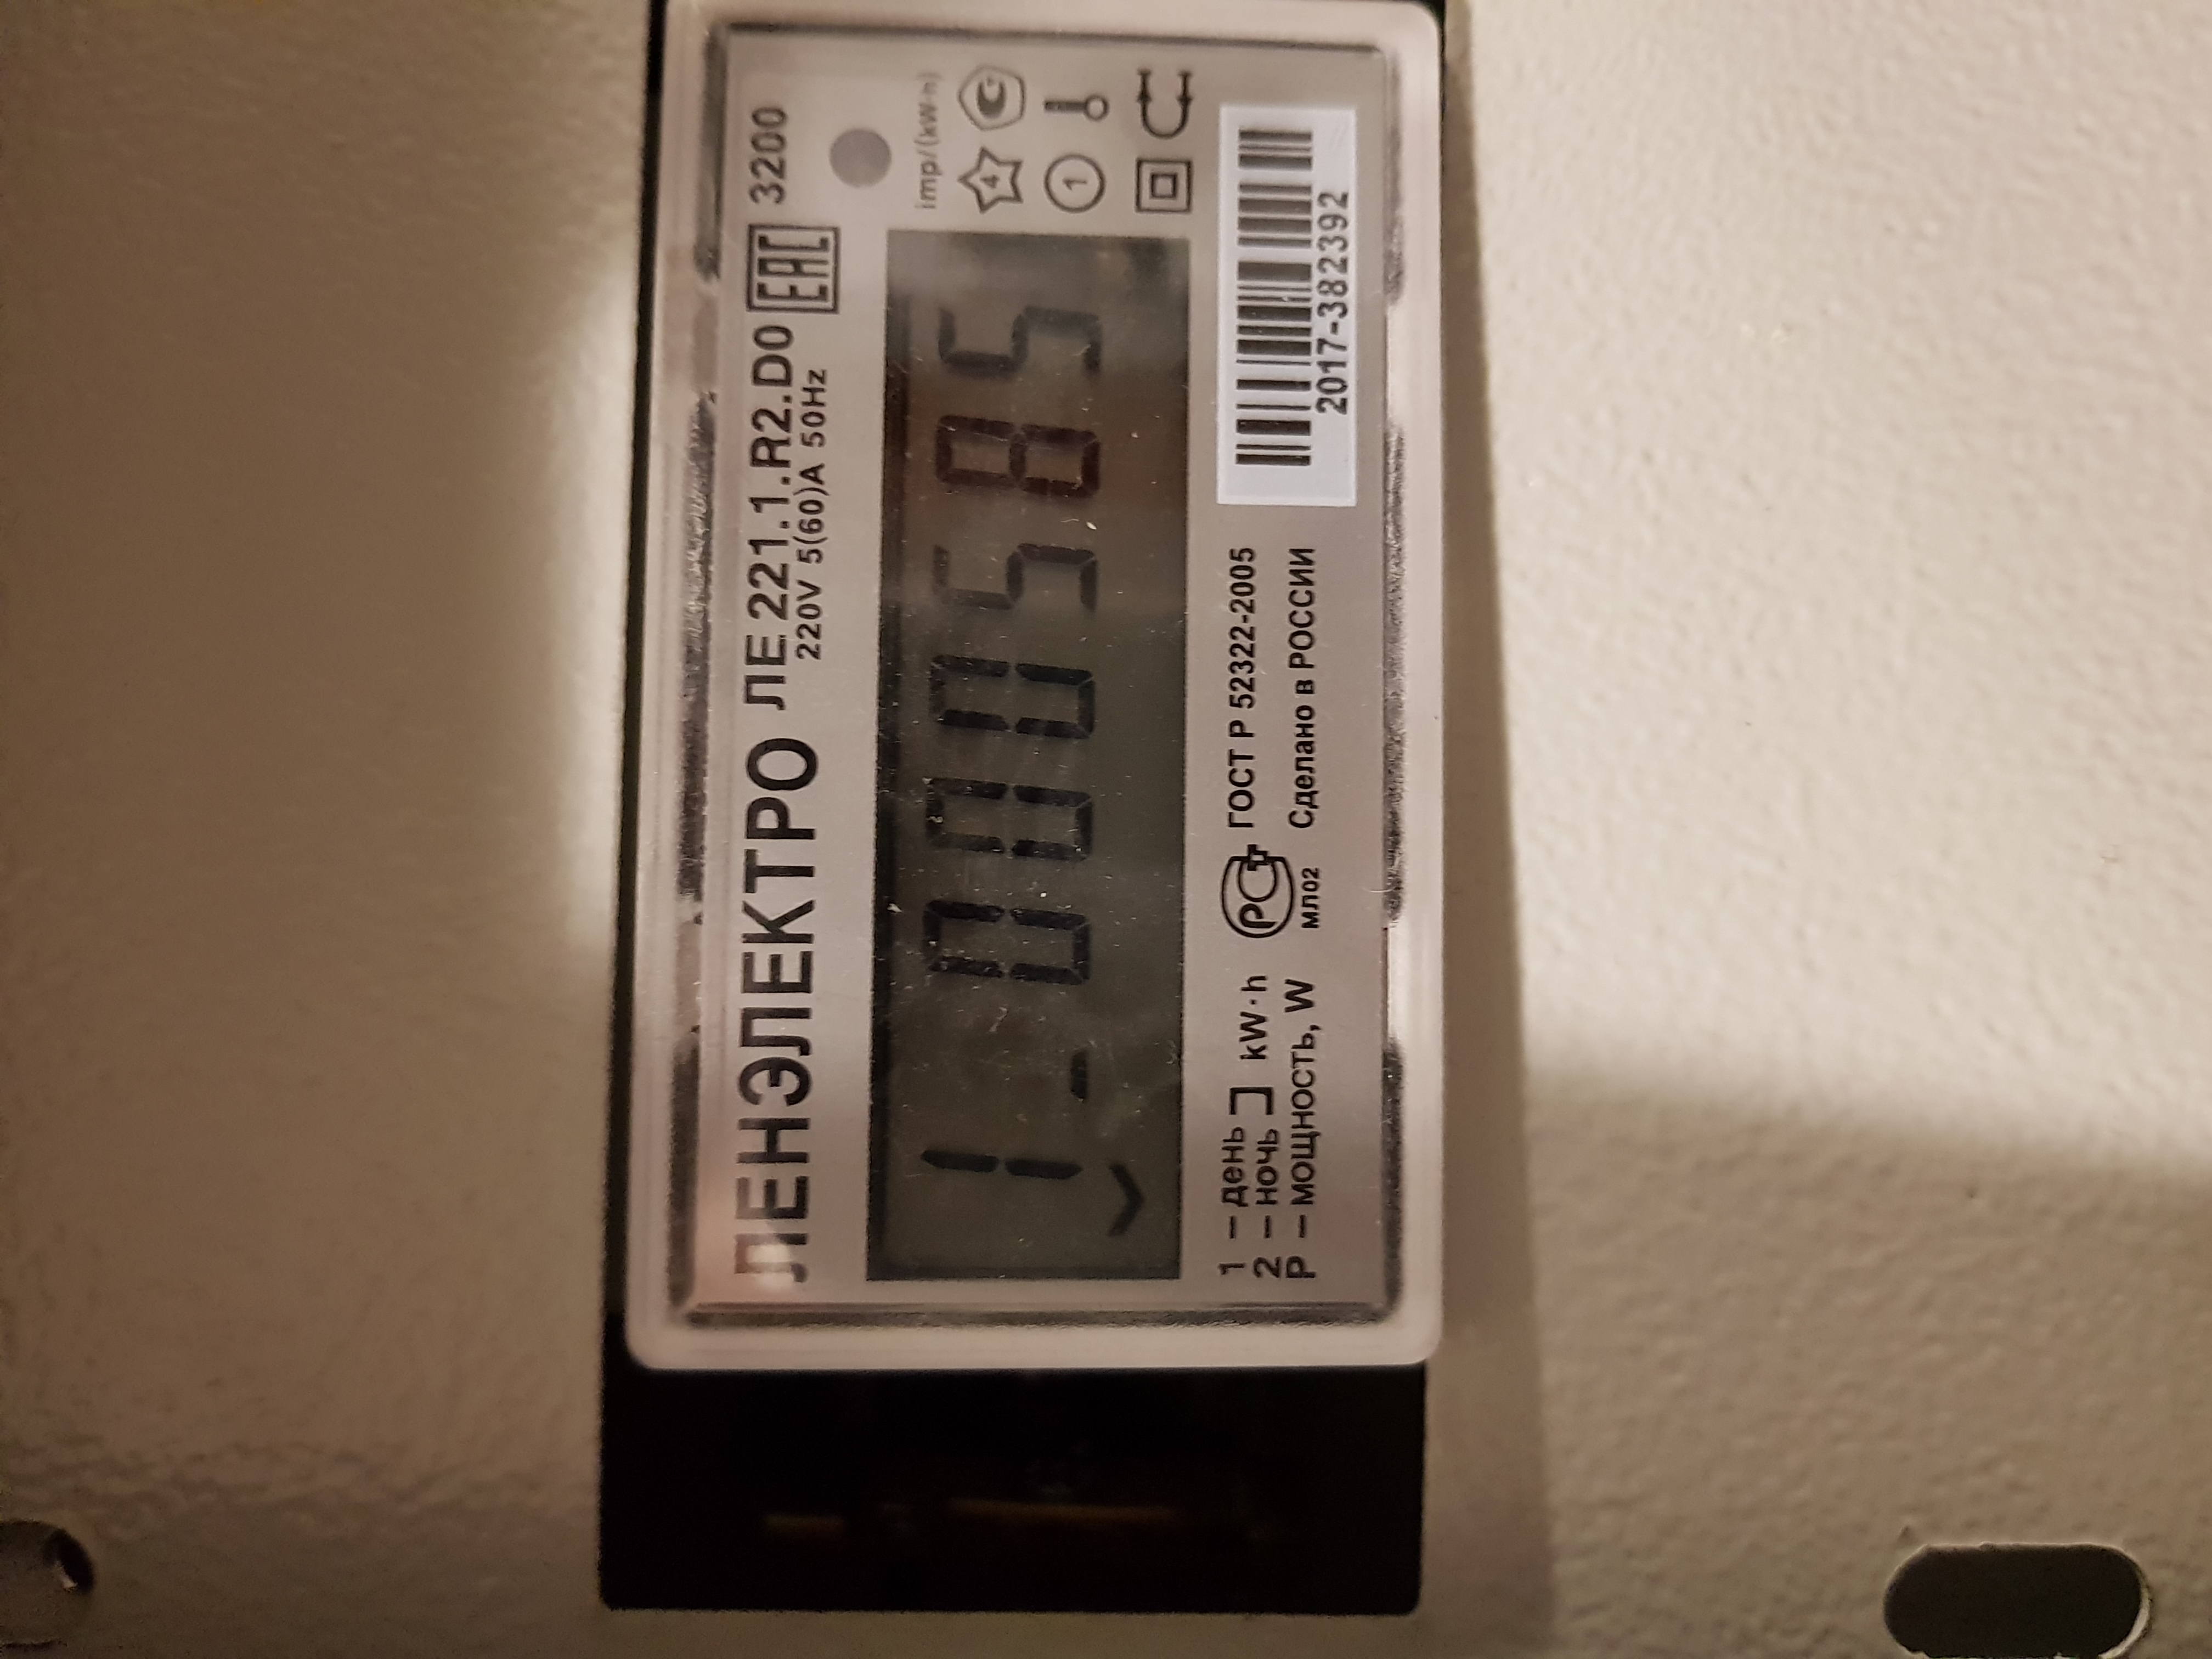 ЛЕНЭЛЕКТРО ЛЕ 221.1.R2.D0 EAC 3200
220V 5(60)A 50Hz
imp/(kW·h)
1_000585
4 C
1
1 – день
2 – ночь
kW·h
P – мощность, W
РСТ
МЛ02
ГОСТ Р 52322-2005
Сделано в РОССИИ
2017-382392